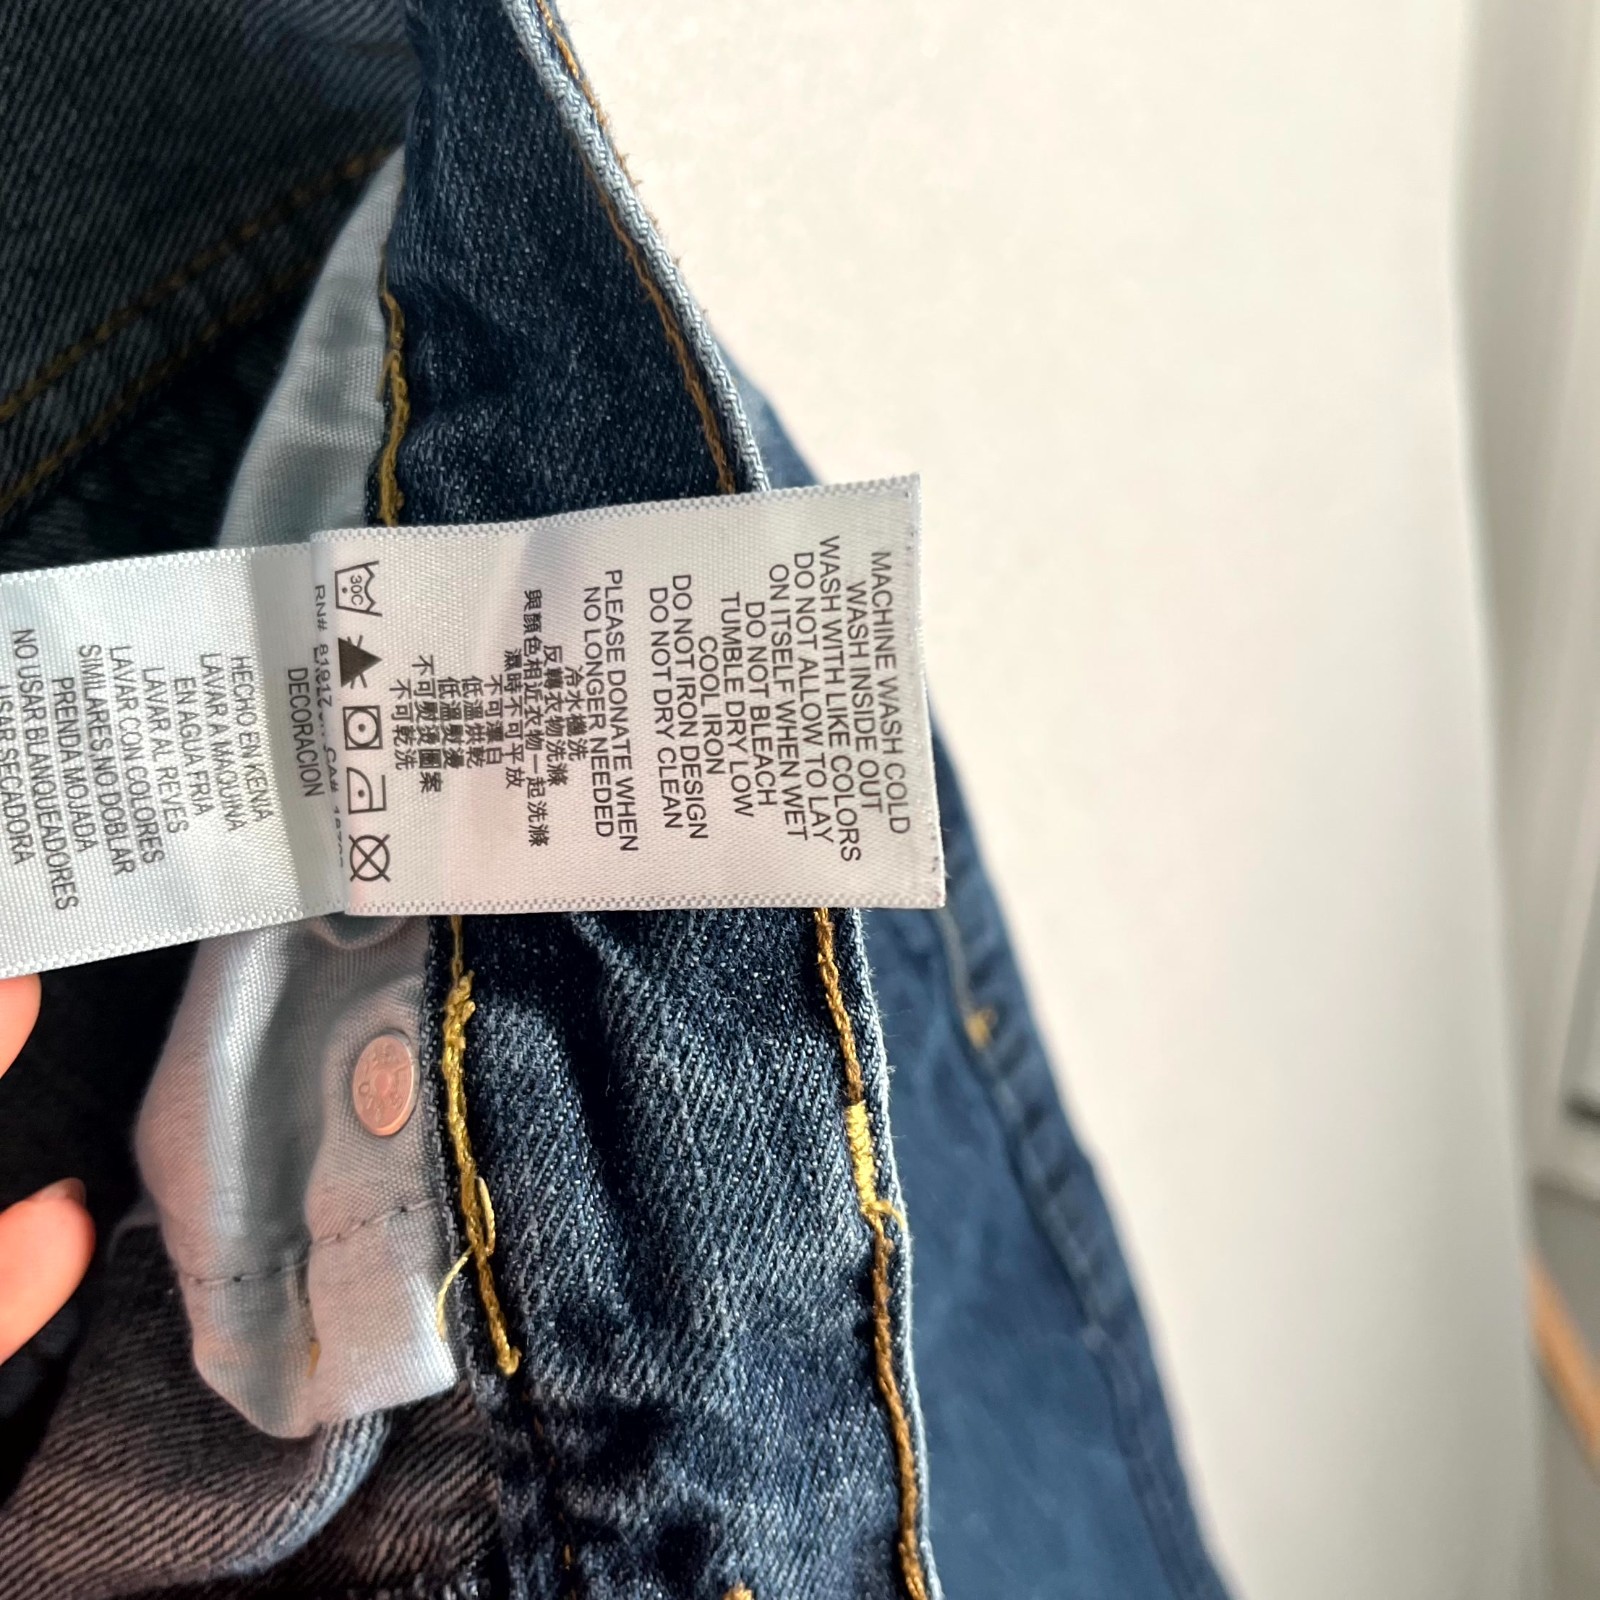 MACHINE WASH COLD
WASH INSIDE OUT
WASH WITH LIKE COLORS
DO NOT ALLOW TO LAY
ON ITSELF WHEN WET
DO NOT BLEACH
TUMBLE DRY LOW
COOL IRON
DO NOT IRON DESIGN
DO NOT DRY CLEAN
PLEASE DONATE WHEN
NO LONGER NEEDED
冷水機洗
反轉衣物洗滌
與顏色相近衣物一起洗滌
濕時不可平放
不可漂白
低溫烘乾
低溫熨燙
不可熨燙圖案
不可乾洗
30C
RN#
CA#
DECORACION
HECHO EN KENIA
LAVAR A MAQUINA
EN AGUA FRIA
LAVAR AL REVES
LAVAR CON COLORES
SIMILARES, NO DOBLAR
PRENDA MOJADA
NO USAR BLANQUEADORES
USAR SECADORA